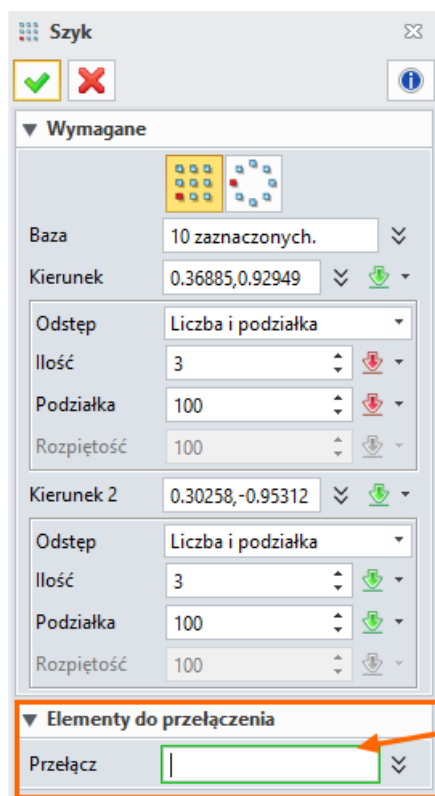 Szyk
Wymagane
Baza 10 zaznaczonych.
Kierunek 0.36885,0.92949
Odstęp Liczba i podziałka
Ilość 3
Podziałka 100
Rozpiętość 100
Kierunek 2 0.30258,-0.95312
Odstęp Liczba i podziałka
Ilość 3
Podziałka 100
Rozpiętość 100
Elementy do przełączenia
Przełącz